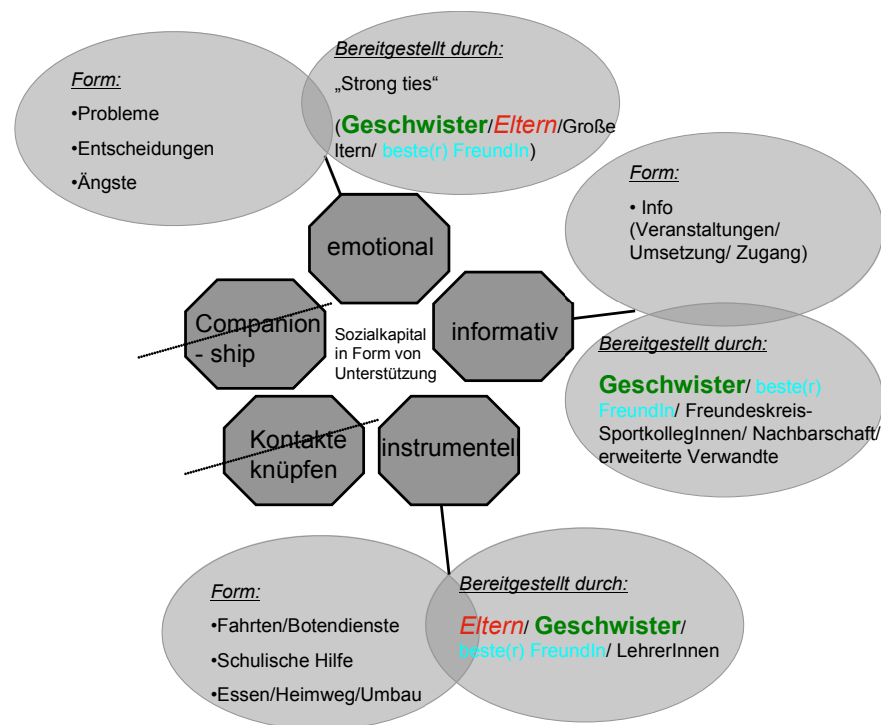 Form:
•Probleme
•Entscheidungen
•Ängste
Bereitgestellt durch:
„Strong ties“
(Geschwister/Eltern/Große
ltern/ beste(r) FreundIn)
Form:
• Info
(Veranstaltungen/
Umsetzung/ Zugang)
emotional
Companion
- ship
Sozialkapital
in Form von
Unterstützung
informativ
Bereitgestellt durch:
Geschwister/ beste(r)
FreundIn/ Freundeskreis-
SportkollegInnen/ Nachbarschaft/
erweiterte Verwandte
Kontakte
knüpfen
instrumentel
Form:
•Fahrten/Botendienste
•Schulische Hilfe
•Essen/Heimweg/Umbau
Bereitgestellt durch:
Eltern/ Geschwister/
beste(r) FreundIn/ LehrerInnen